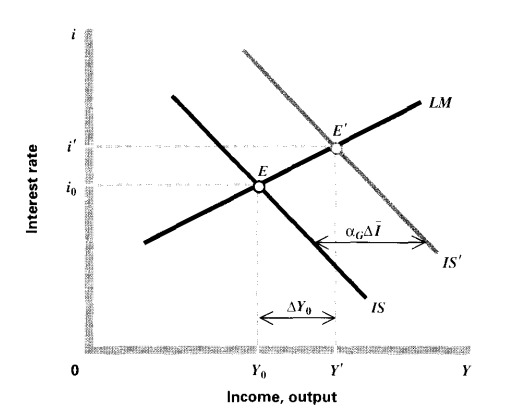 i
LM
E'
i'
E
i₀
Interest rate
α_GΔĪ
IS'
ΔY₀
IS
0
Y₀
Y'
Y
Income, output